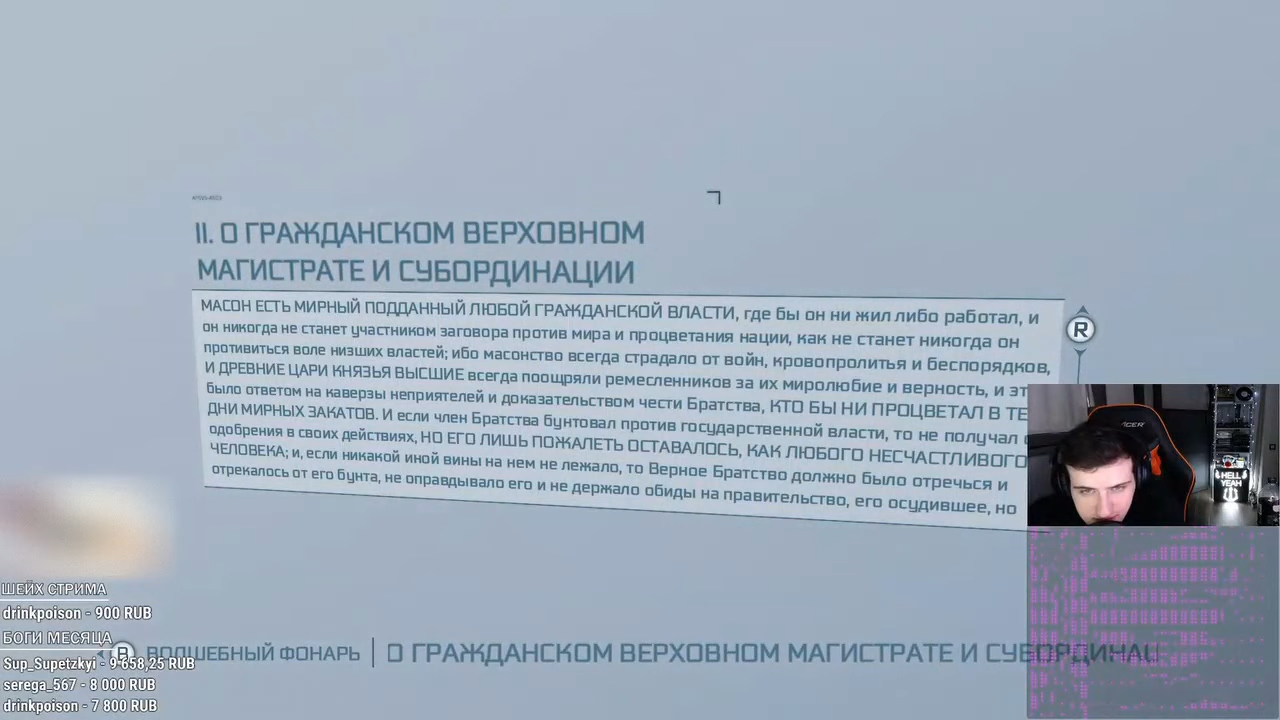 II. О ГРАЖДАНСКОМ ВЕРХОВНОМ
МАГИСТРАТЕ И СУБОРДИНАЦИИ
МАСОН ЕСТЬ МИРНЫЙ ПОДДАННЫЙ ЛЮБОЙ ГРАЖДАНСКОЙ ВЛАСТИ, где бы он ни жил либо работал, и
он никогда не станет участником заговора против мира и процветания нации, как не станет никогда он
противиться воле низших властей; ибо масонство всегда страдало от войн, кровопролитья и беспорядков,
И ДРЕВНИЕ ЦАРИ КНЯЗЬЯ ВЫСШИЕ всегда поощряли ремесленников за их миролюбие и верность, и эт
было ответом на каверзы неприятелей и доказательством чести Братства, КТО БЫ НИ ПРОЦВЕТАЛ В ТЕ
ДНИ МИРНЫХ ЗАКАТОВ. И если член Братства бунтовал против государственной власти, то не получал
одобрения в своих действиях, НО ЕГО ЛИШЬ ПОЖАЛЕТЬ ОСТАВАЛОСЬ, КАК ЛЮБОГО НЕСЧАСТЛИВОГО
ЧЕЛОВЕКА; и, если никакой иной вины на нем не лежало, то Верное Братство должно было отречься и
отрекалось от его бунта, не оправдывало его и не держало обиды на правительство, его осудившее, но
R
ACER
HELL
YEAH
ШЕЙХ СТРИМА
drinkpoison - 900 RUB
БОГИ МЕСЯЦА
Sup_Supetzkyi - 9 658,25 RUB
serega_567 - 8 000 RUB
drinkpoison - 7 800 RUB
B ВОЛШЕБНЫЙ ФОНАРЬ | О ГРАЖДАНСКОМ ВЕРХОВНОМ МАГИСТРАТЕ И СУБОРДИНАЦ